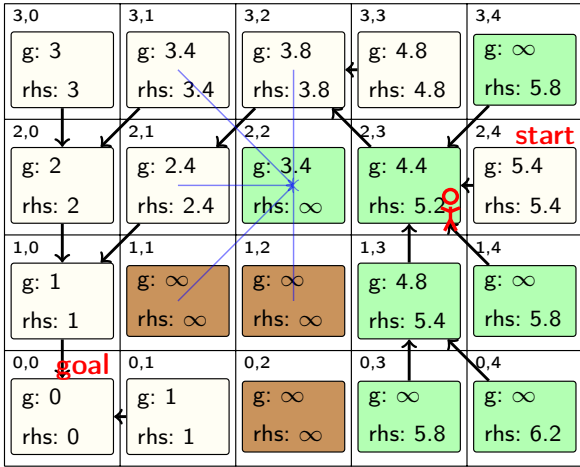 3,0 3,1 3,2 3,3 3,4
g: 3 g: 3.4 g: 3.8 g: 4.8 g: ∞
rhs: 3 rhs: 3.4 rhs: 3.8 rhs: 4.8 rhs: 5.8
2,0 2,1 2,2 2,3 2,4
start
g: 2 g: 2.4 g: 3.4 g: 4.4 g: 5.4
rhs: 2 rhs: 2.4 rhs: ∞ rhs: 5.2 rhs: 5.4
1,0 1,1 1,2 1,3 1,4
g: 1 g: ∞ g: ∞ g: 4.8 g: ∞
rhs: 1 rhs: ∞ rhs: ∞ rhs: 5.4 rhs: 5.8
0,0 0,1 0,2 0,3 0,4
goal
g: 0 g: 1 g: ∞ g: ∞ g: ∞
rhs: 0 rhs: 1 rhs: ∞ rhs: 5.8 rhs: 6.2